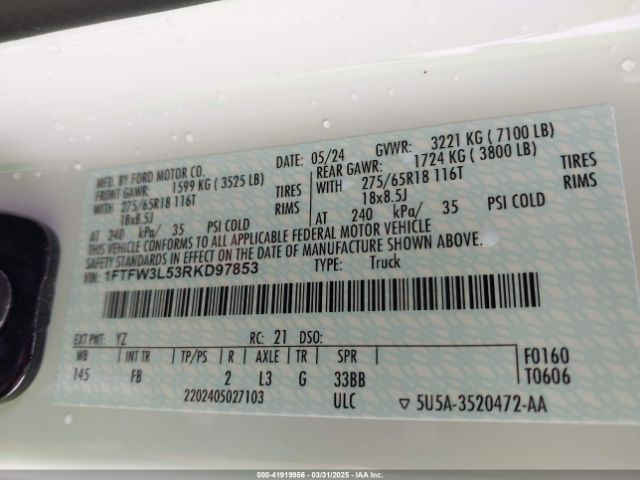 MFD. BY FORD MOTOR CO.
DATE: 05/24 GVWR: 3221 KG ( 7100 LB)
FRONT GAWR: 1599 KG ( 3525 LB) REAR GAWR: 1724 KG ( 3800 LB)
WITH 275/65R18 116T TIRES WITH 275/65R18 116T TIRES
18x8.5J RIMS 18x8.5J RIMS
AT 240 kPa/ 35 PSI COLD AT 240 kPa/ 35 PSI COLD
THIS VEHICLE CONFORMS TO ALL APPLICABLE FEDERAL MOTOR VEHICLE
SAFETY STANDARDS IN EFFECT ON THE DATE OF MANUFACTURE SHOWN ABOVE.
VIN: 1FTFW3L53RKD97853 TYPE: Truck
EXT PNT: YZ RC: 21 DSO:
WB INT TR TP/PS R AXLE TR SPR F0160
145 FB 2 L3 G 33BB T0606
2202405027103 ULC ▽ 5U5A-3520472-AA
000-41919956 - 03/31/2025 - IAAI.CA